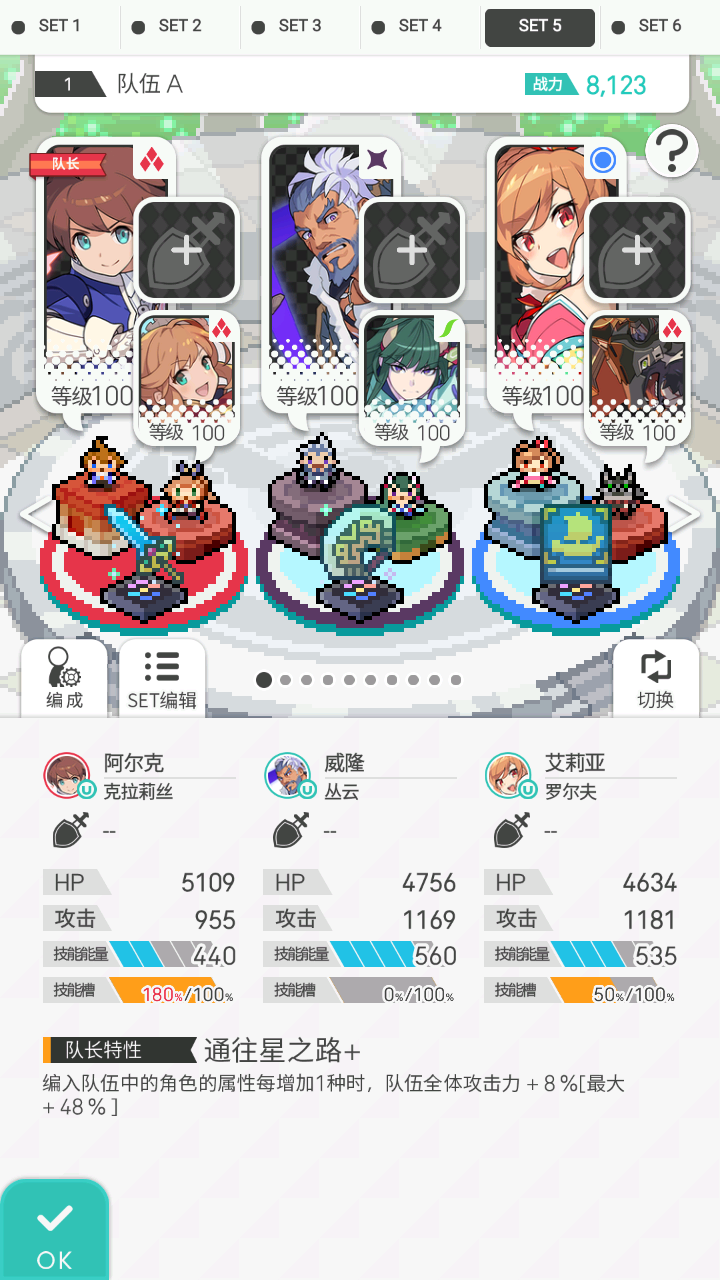 SET 1
SET 2
SET 3
SET 4
SET 5
SET 6
1 队伍 A 战力 8,123
队长
等级100 等级100 等级100
等级 100 等级 100 等级 100
编成 SET编辑 切换
阿尔克 威隆 艾莉亚
克拉莉丝 丛云 罗尔夫
-- -- --
HP 5109 HP 4756 HP 4634
攻击 955 攻击 1169 攻击 1181
技能能量 440 技能能量 560 技能能量 535
技能槽 180%/100% 技能槽 0%/100% 技能槽 50%/100%
队长特性 通往星之路+
编入队伍中的角色的属性每增加1种时，队伍全体攻击力＋8％[最大
＋48％]
OK